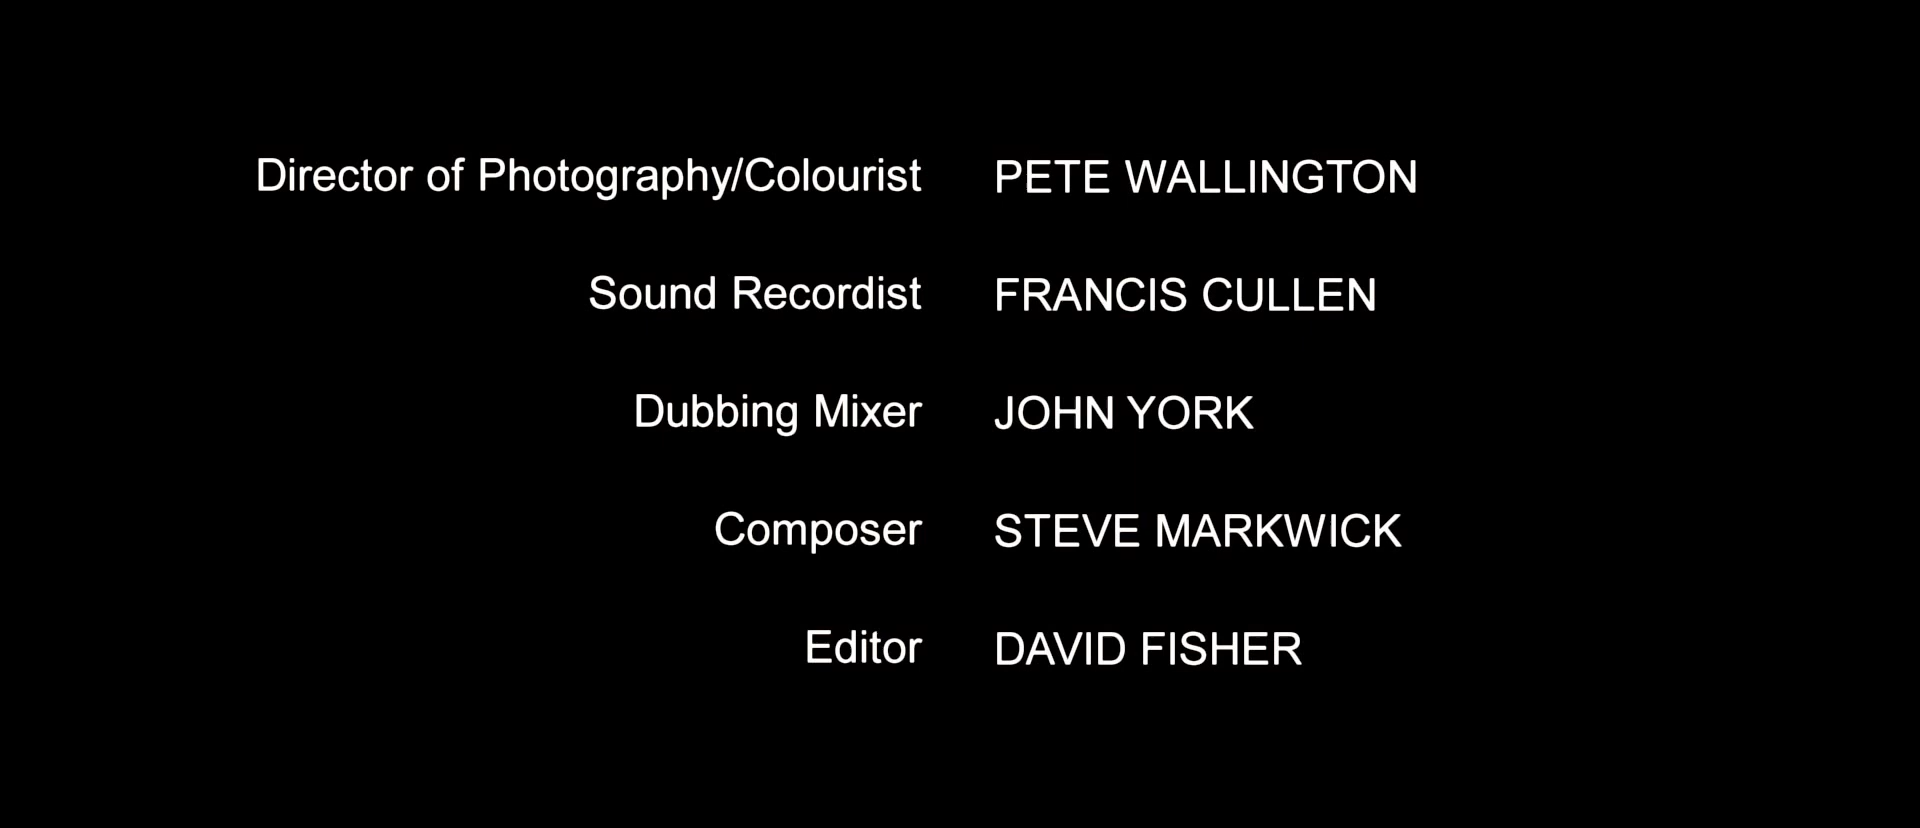 Director of Photography/Colourist PETE WALLINGTON
Sound Recordist FRANCIS CULLEN
Dubbing Mixer JOHN YORK
Composer STEVE MARKWICK
Editor DAVID FISHER